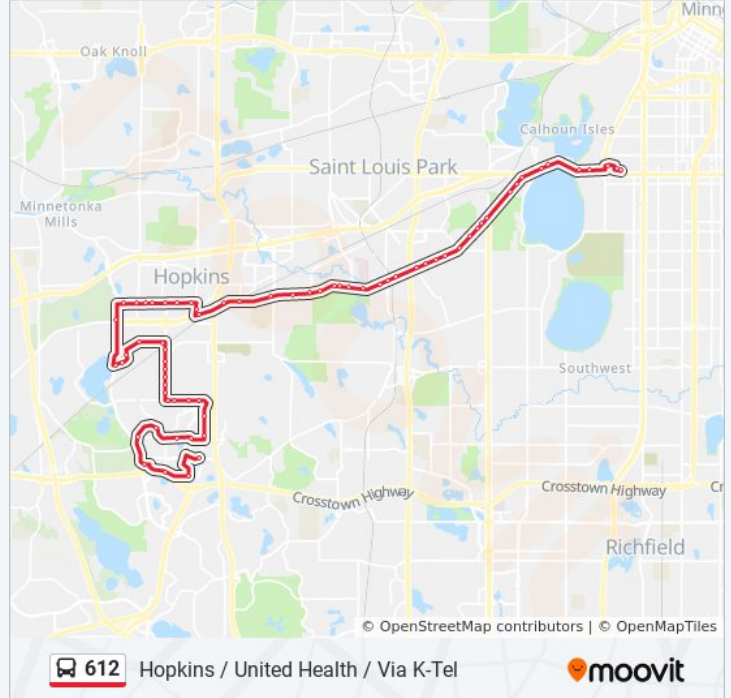 Minne
Oak Knoll
Calhoun Isles
Saint Louis Park
Minnetonka
Mills
Hopkins
Southwest
Crosstown Highway
Crosstown Highway
Cr
Richfield
© OpenStreetMap contributors | © OpenMapTiles
612 Hopkins / United Health / Via K-Tel
moovit